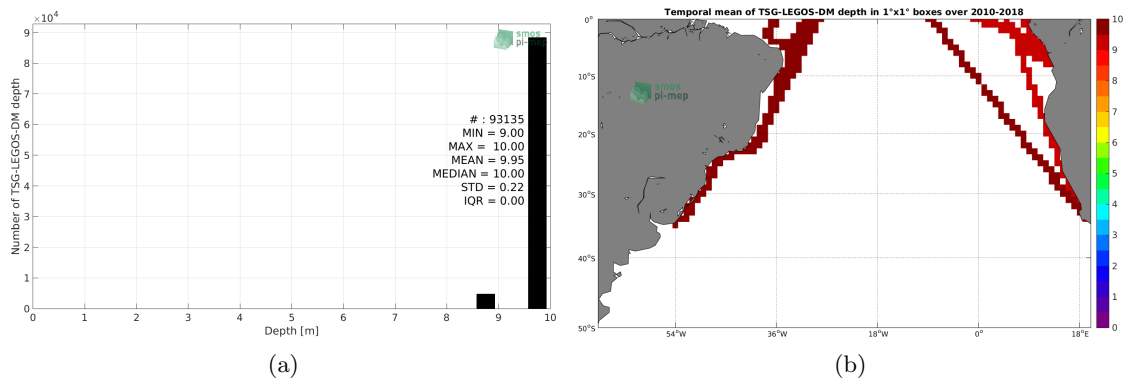 ×10⁴
9
8
7
6
5
4
3
2
1
0
Number of TSG-LEGOS-DM depth
smos
pi-mep
# : 93135
MIN = 9.00
MAX = 10.00
MEAN = 9.95
MEDIAN = 10.00
STD = 0.22
IQR = 0.00
0 1 2 3 4 5 6 7 8 9 10
Depth [m]
(a)
Temporal mean of TSG-LEGOS-DM depth in 1°x1° boxes over 2010-2018
0°
10°S
20°S
30°S
40°S
50°S
smos
pi-mep
54°W 36°W 18°W 0° 18°E
10
9
8
7
6
5
4
3
2
1
0
(b)